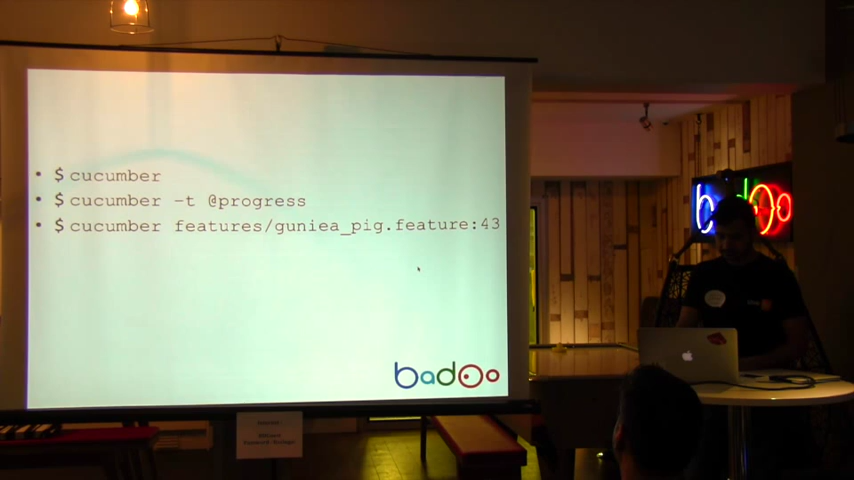 • $ cucumber
• $ cucumber -t @progress
• $ cucumber features/guniea_pig.feature:43
badoo
badoo